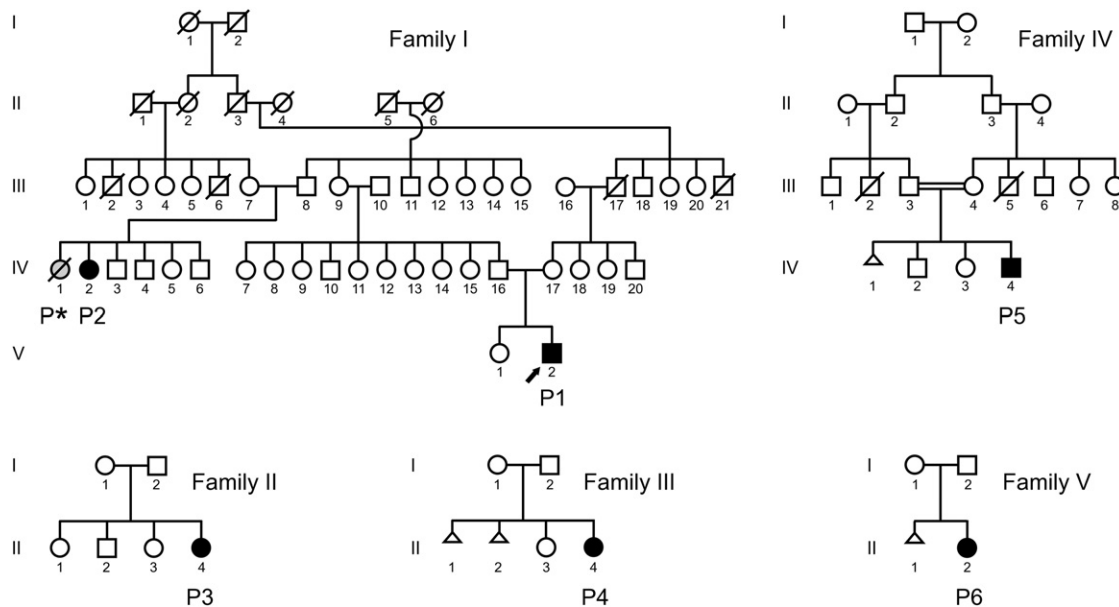 I
1 2
Family I
I
1 2
Family IV
II
1 2 3 4 5 6
II
1 2 3 4
III
1 2 3 4 5 6 7 8 9 10 11 12 13 14 15 16 17 18 19 20 21
III
1 2 3 4 5 6 7 8
IV
1 2 3 4 5 6 7 8 9 10 11 12 13 14 15 16 17 18 19 20
P* P2
IV
1 2 3 4
P5
V
1 2
P1
I
1 2
Family II
II
1 2 3 4
P3
I
1 2
Family III
II
1 2 3 4
P4
I
1 2
Family V
II
1 2
P6